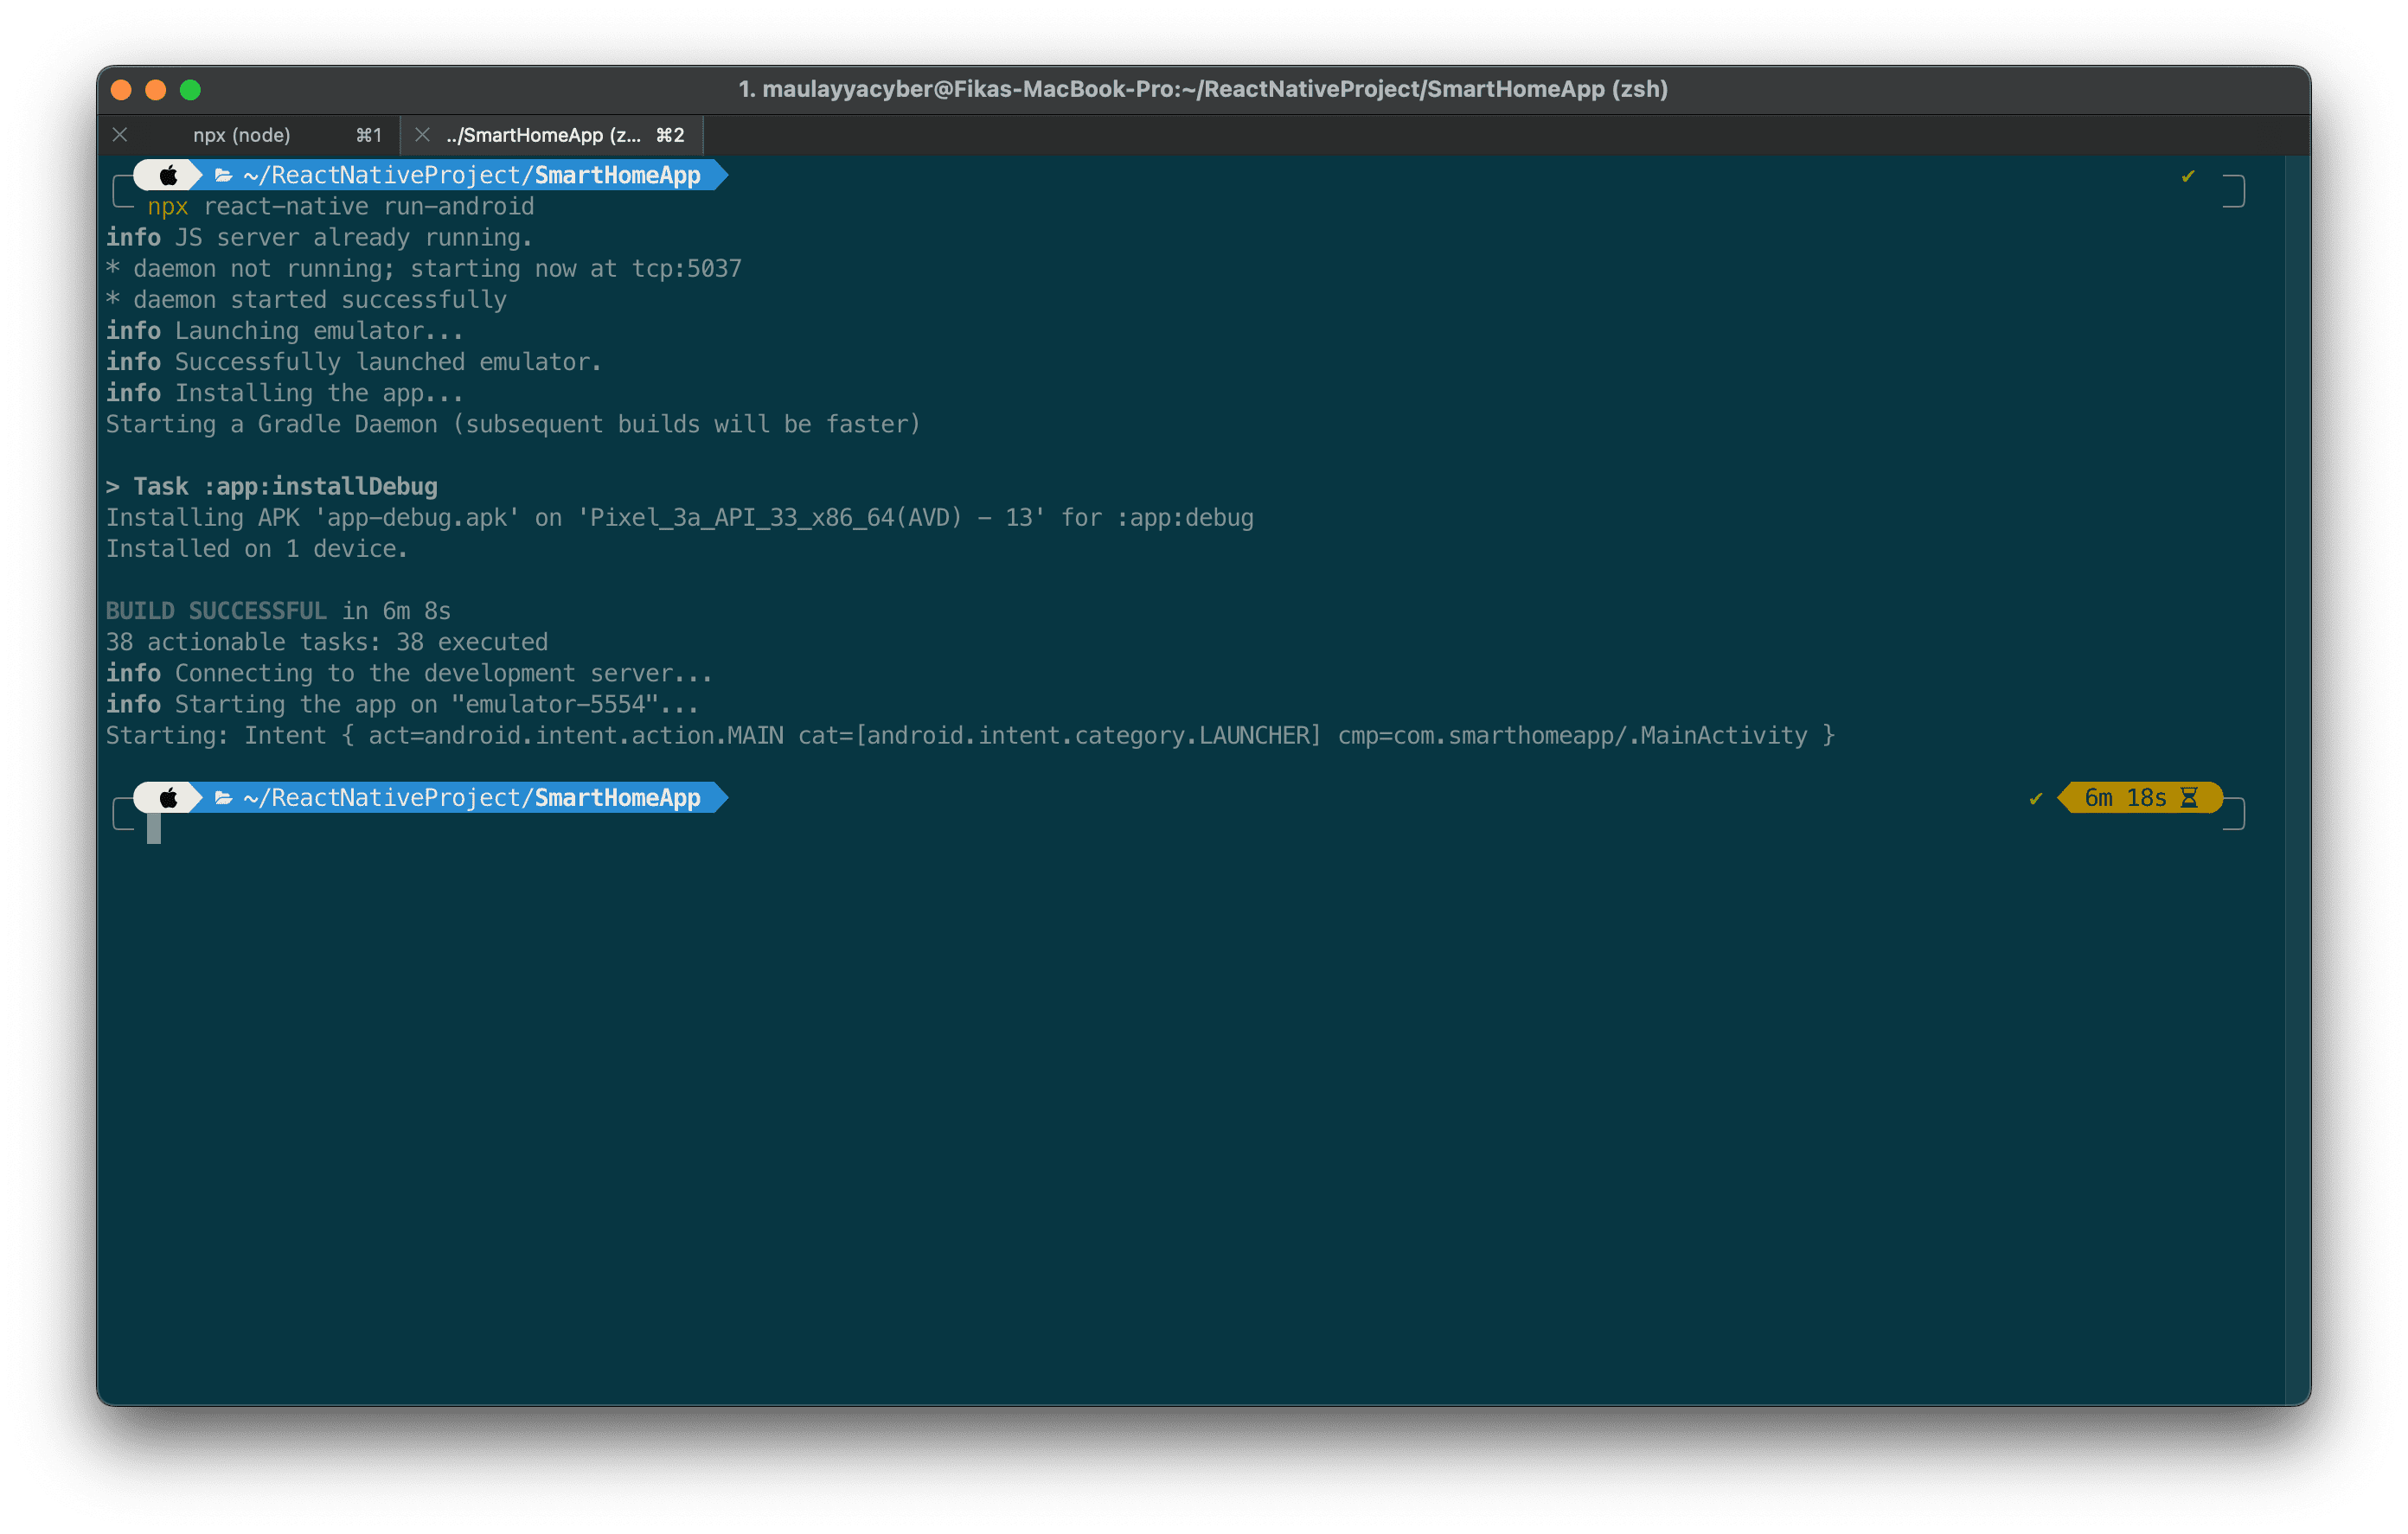 1. maulayyacyber@Fikas-MacBook-Pro:~/ReactNativeProject/SmartHomeApp (zsh)
npx (node) ⌘1 ../SmartHomeApp (z... ⌘2
~/ReactNativeProject/SmartHomeApp ✔
npx react-native run-android
info JS server already running.
* daemon not running; starting now at tcp:5037
* daemon started successfully
info Launching emulator...
info Successfully launched emulator.
info Installing the app...
Starting a Gradle Daemon (subsequent builds will be faster)
> Task :app:installDebug
Installing APK 'app-debug.apk' on 'Pixel_3a_API_33_x86_64(AVD) - 13' for :app:debug
Installed on 1 device.
BUILD SUCCESSFUL in 6m 8s
38 actionable tasks: 38 executed
info Connecting to the development server...
info Starting the app on "emulator-5554"...
Starting: Intent { act=android.intent.action.MAIN cat=[android.intent.category.LAUNCHER] cmp=com.smarthomeapp/.MainActivity }
~/ReactNativeProject/SmartHomeApp ✔ 6m 18s